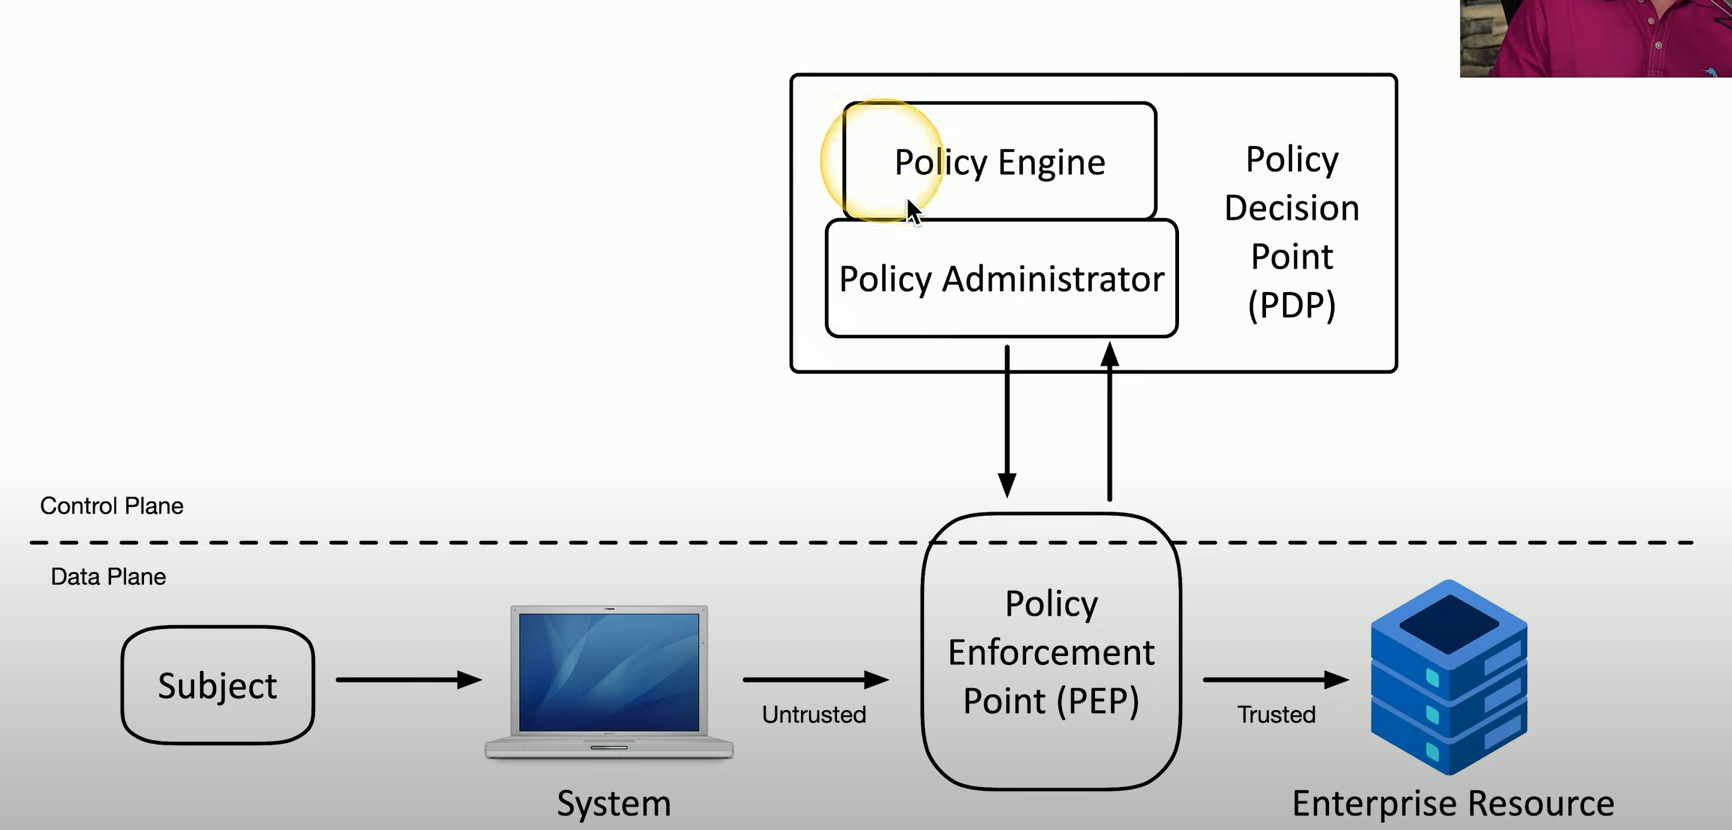 Policy Engine
Policy Administrator
Policy
Decision
Point
(PDP)
Control Plane
Data Plane
Subject
System
Untrusted
Policy
Enforcement
Point (PEP)
Trusted
Enterprise Resource